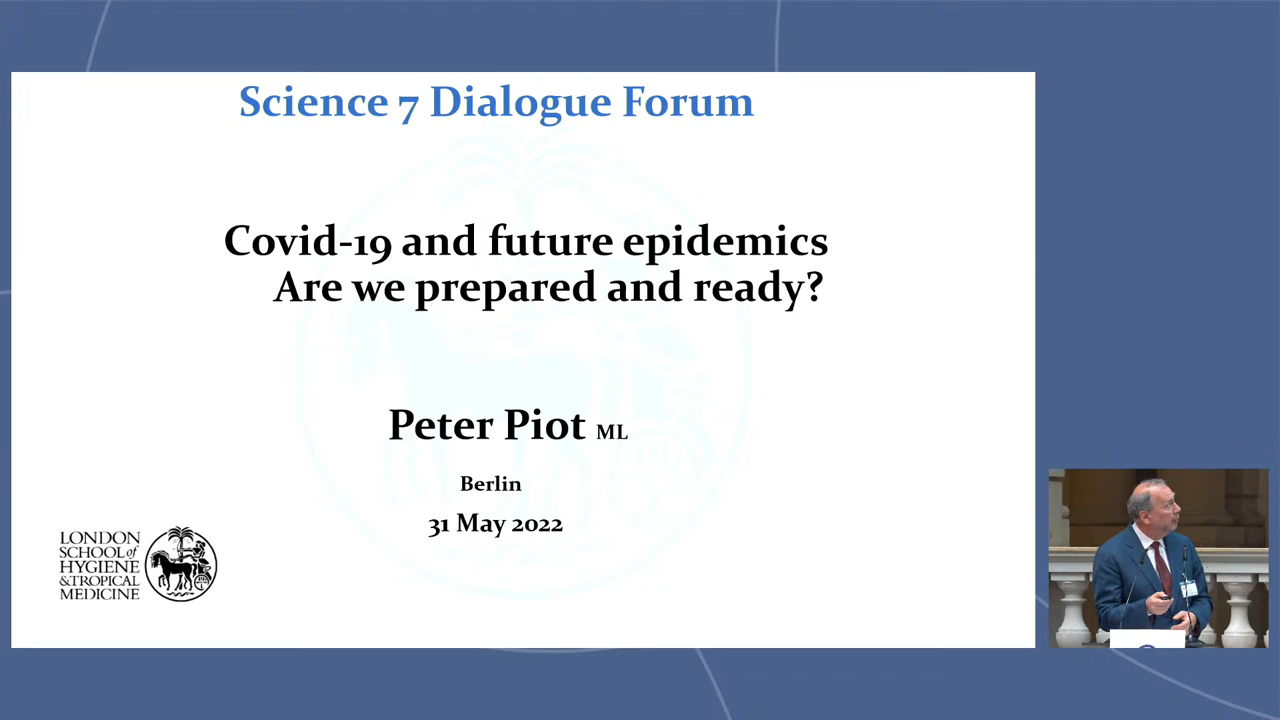 Science 7 Dialogue Forum
Covid-19 and future epidemics
Are we prepared and ready?
Peter Piot ML
Berlin
31 May 2022
LONDON
SCHOOL of
HYGIENE
& TROPICAL
MEDICINE